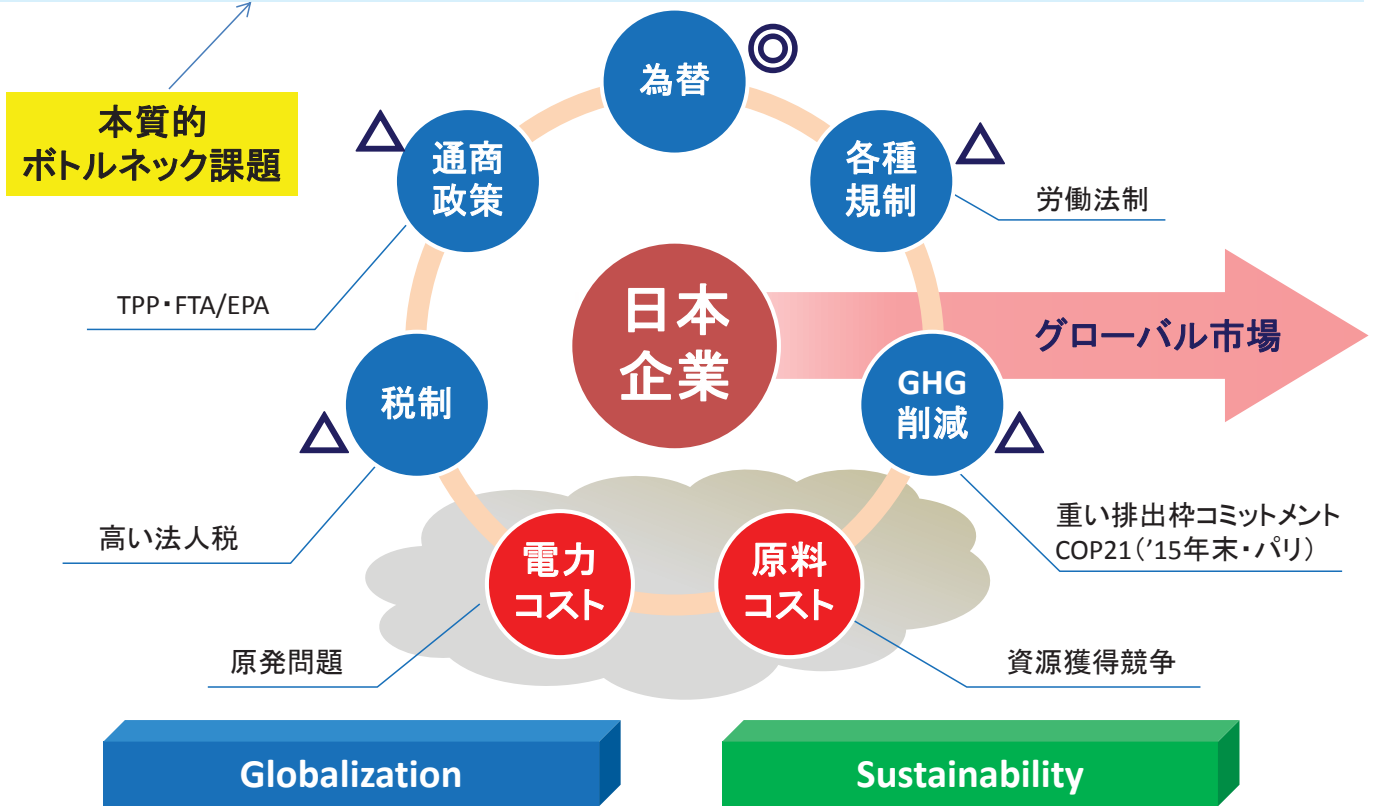 本質的
ボトルネック課題
為替
◎
△
通商
政策
各種
規制
△
労働法制
TPP・FTA/EPA
日本
企業
グローバル市場
税制
△
GHG
削減
△
高い法人税
重い排出枠コミットメント
COP21(’15年末・パリ)
電力
コスト
原料
コスト
原発問題
資源獲得競争
Globalization
Sustainability